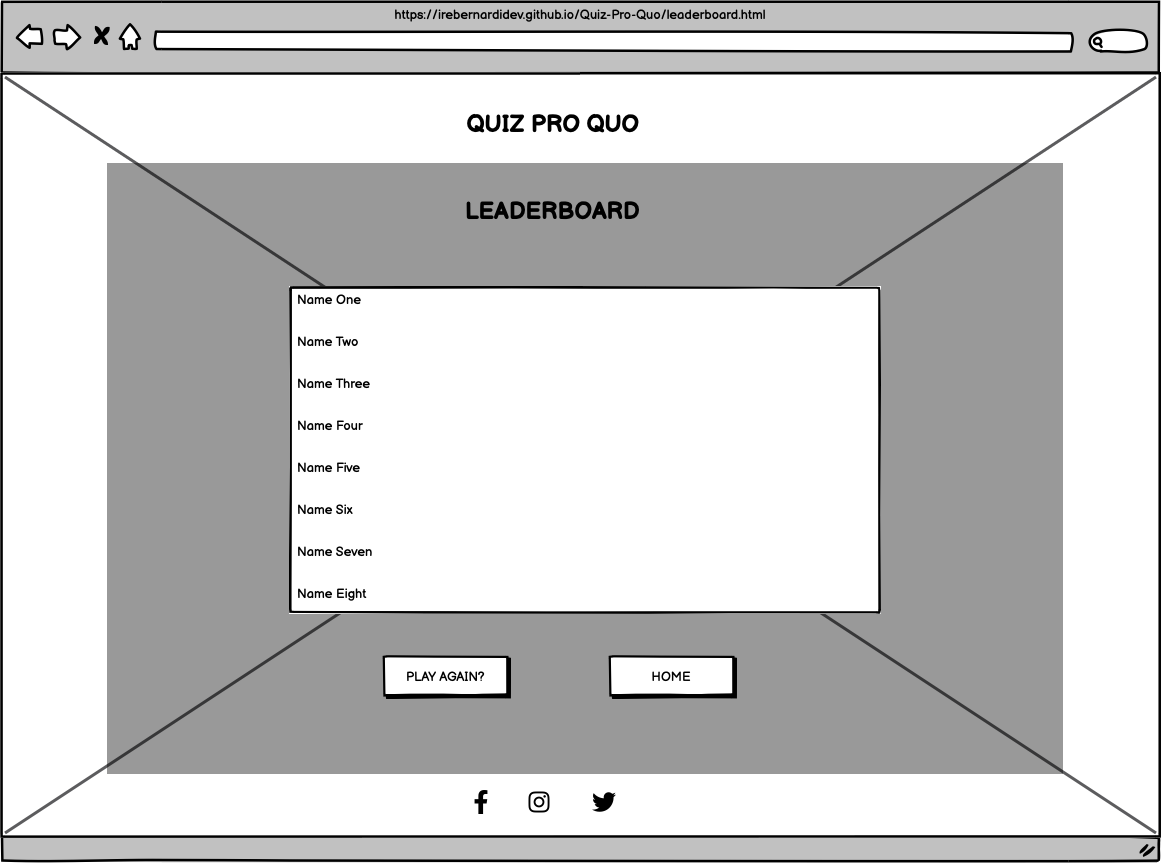 https://irebernardidev.github.io/Quiz-Pro-Quo/leaderboard.html
QUIZ PRO QUO
LEADERBOARD
Name One
Name Two
Name Three
Name Four
Name Five
Name Six
Name Seven
Name Eight
PLAY AGAIN?
HOME